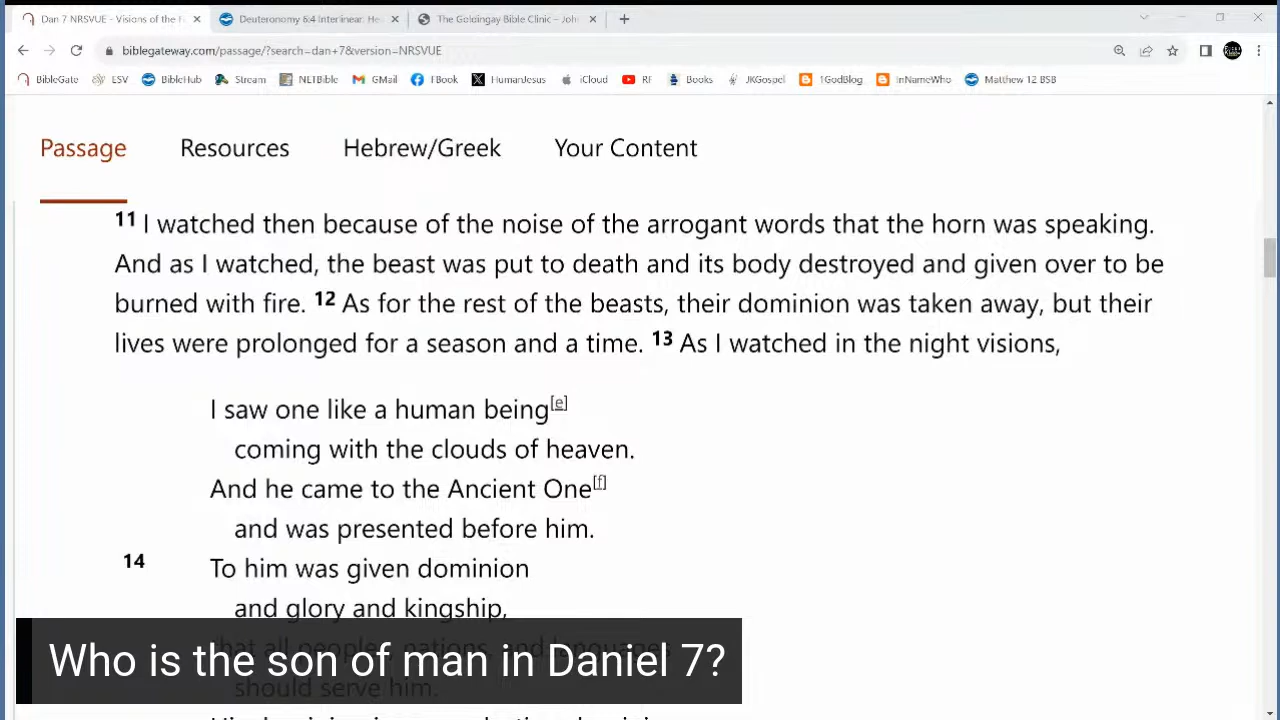 Dan 7 NRSVUE - Visions of the F
Deuteronomy 6:4 Interlinear: He
The Goldingay Bible Clinic – Joh
biblegateway.com/passage/?search=dan+7&version=NRSVUE
BibleGate ESV BibleHub Stream NLTBible GMail FBook HumanJesus iCloud RF Books JKGospel 1GodBlog InNameWho Matthew 12 BSB
Passage Resources Hebrew/Greek Your Content
11 I watched then because of the noise of the arrogant words that the horn was speaking.
And as I watched, the beast was put to death and its body destroyed and given over to be
burned with fire. 12 As for the rest of the beasts, their dominion was taken away, but their
lives were prolonged for a season and a time. 13 As I watched in the night visions,
I saw one like a human being[e]
coming with the clouds of heaven.
And he came to the Ancient One[f]
and was presented before him.
14 To him was given dominion
and glory and kingship,
that all peoples, nations, and languages
should serve him.
Who is the son of man in Daniel 7?